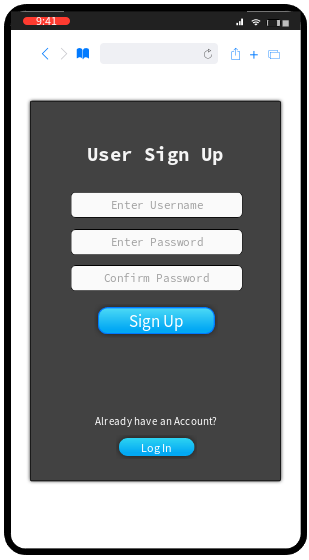 9:41
User Sign Up
Enter Username
Enter Password
Confirm Password
Sign Up
Already have an Account?
Log In